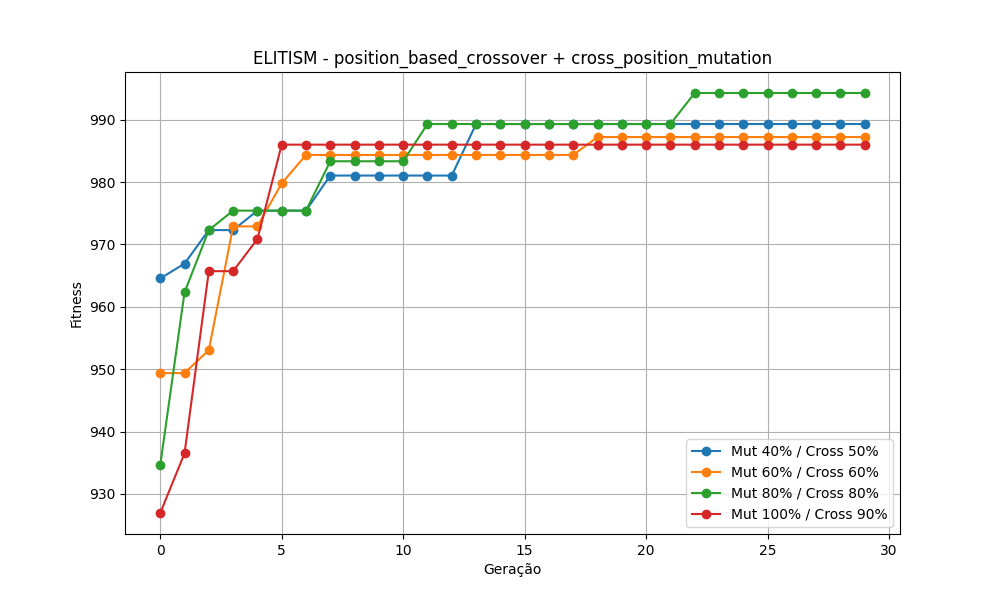 ELITISM - position_based_crossover + cross_position_mutation
Fitness
990
980
970
960
950
940
930
0 5 10 15 20 25 30
Geração
Mut 40% / Cross 50%
Mut 60% / Cross 60%
Mut 80% / Cross 80%
Mut 100% / Cross 90%